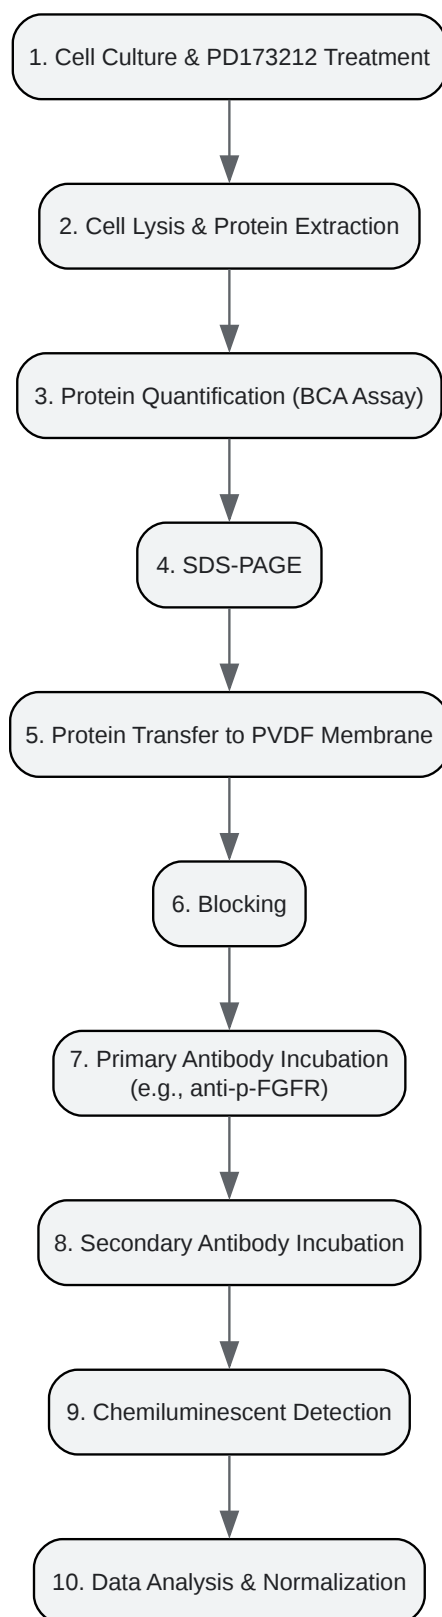 1. Cell Culture & PD173212 Treatment
2. Cell Lysis & Protein Extraction
3. Protein Quantification (BCA Assay)
4. SDS-PAGE
5. Protein Transfer to PVDF Membrane
6. Blocking
7. Primary Antibody Incubation
(e.g., anti-p-FGFR)
8. Secondary Antibody Incubation
9. Chemiluminescent Detection
10. Data Analysis & Normalization